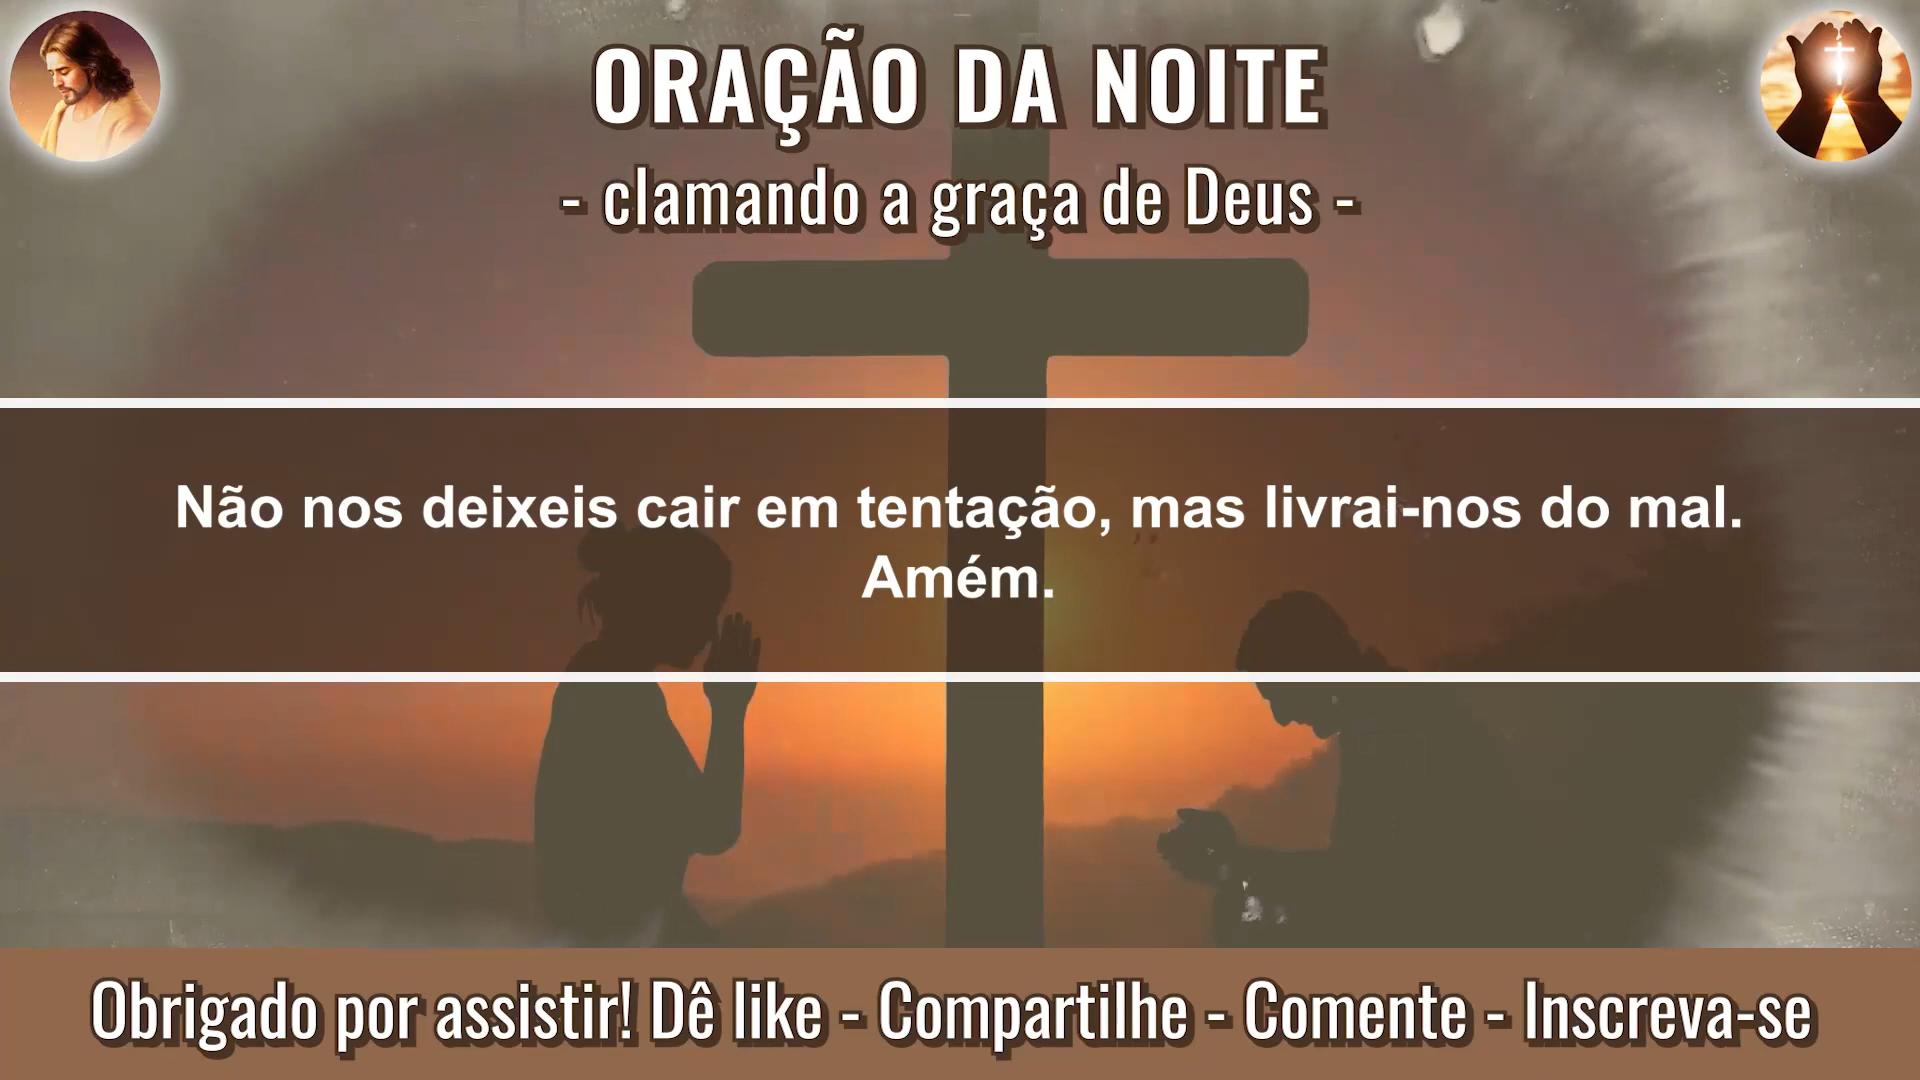 ORAÇÃO DA NOITE
- clamando a graça de Deus -
Não nos deixeis cair em tentação, mas livrai-nos do mal.
Amém.
Obrigado por assistir! Dê like - Compartilhe - Comente - Inscreva-se